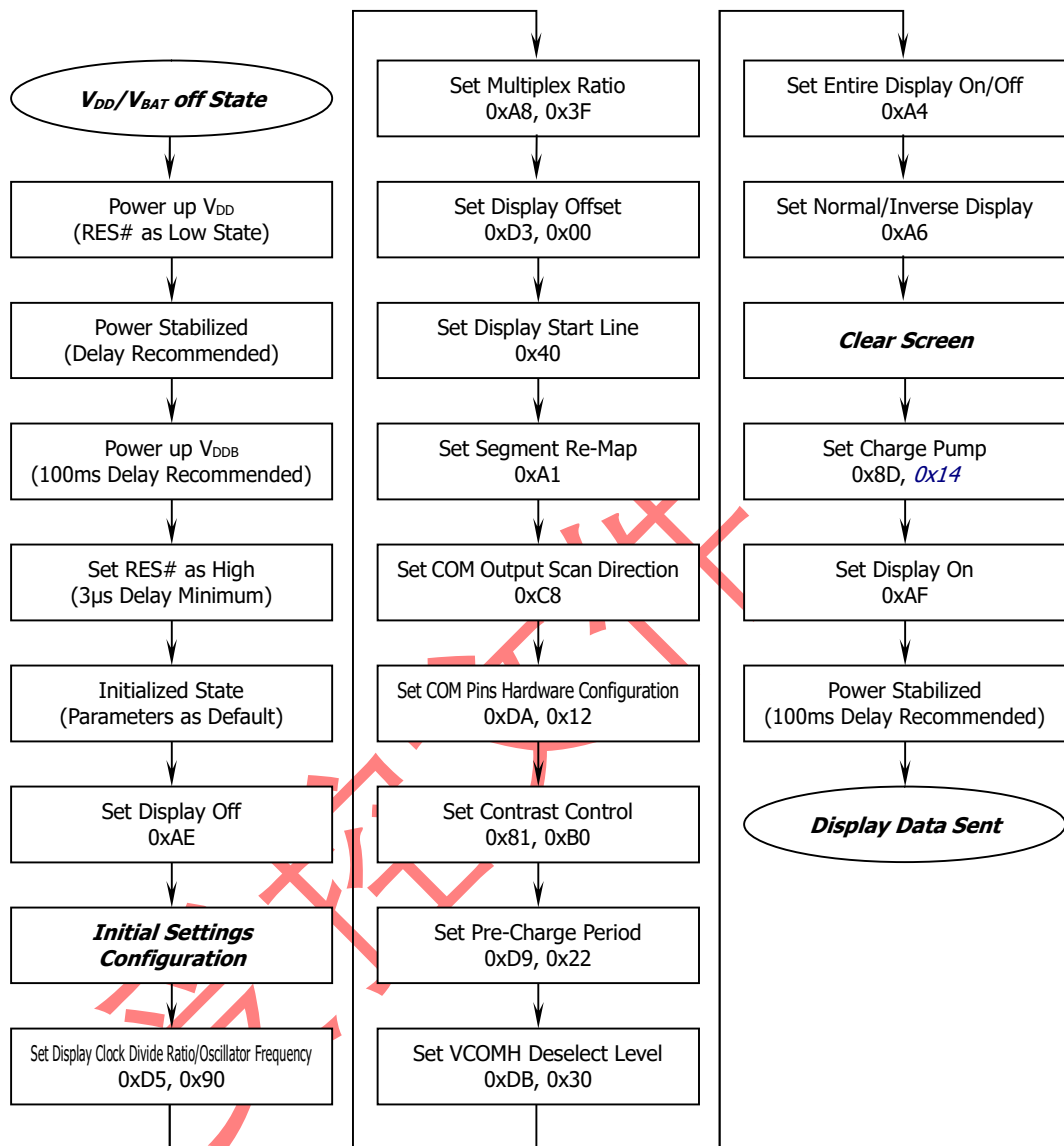 VDD/VBAT off State
Power up VDD
(RES# as Low State)
Power Stabilized
(Delay Recommended)
Power up VDDB
(100ms Delay Recommended)
Set RES# as High
(3μs Delay Minimum)
Initialized State
(Parameters as Default)
Set Display Off
0xAE
Initial Settings
Configuration
Set Display Clock Divide Ratio/Oscillator Frequency
0xD5, 0x90
Set Multiplex Ratio
0xA8, 0x3F
Set Display Offset
0xD3, 0x00
Set Display Start Line
0x40
Set Segment Re-Map
0xA1
Set COM Output Scan Direction
0xC8
Set COM Pins Hardware Configuration
0xDA, 0x12
Set Contrast Control
0x81, 0xB0
Set Pre-Charge Period
0xD9, 0x22
Set VCOMH Deselect Level
0xDB, 0x30
Set Entire Display On/Off
0xA4
Set Normal/Inverse Display
0xA6
Clear Screen
Set Charge Pump
0x8D, 0x14
Set Display On
0xAF
Power Stabilized
(100ms Delay Recommended)
Display Data Sent